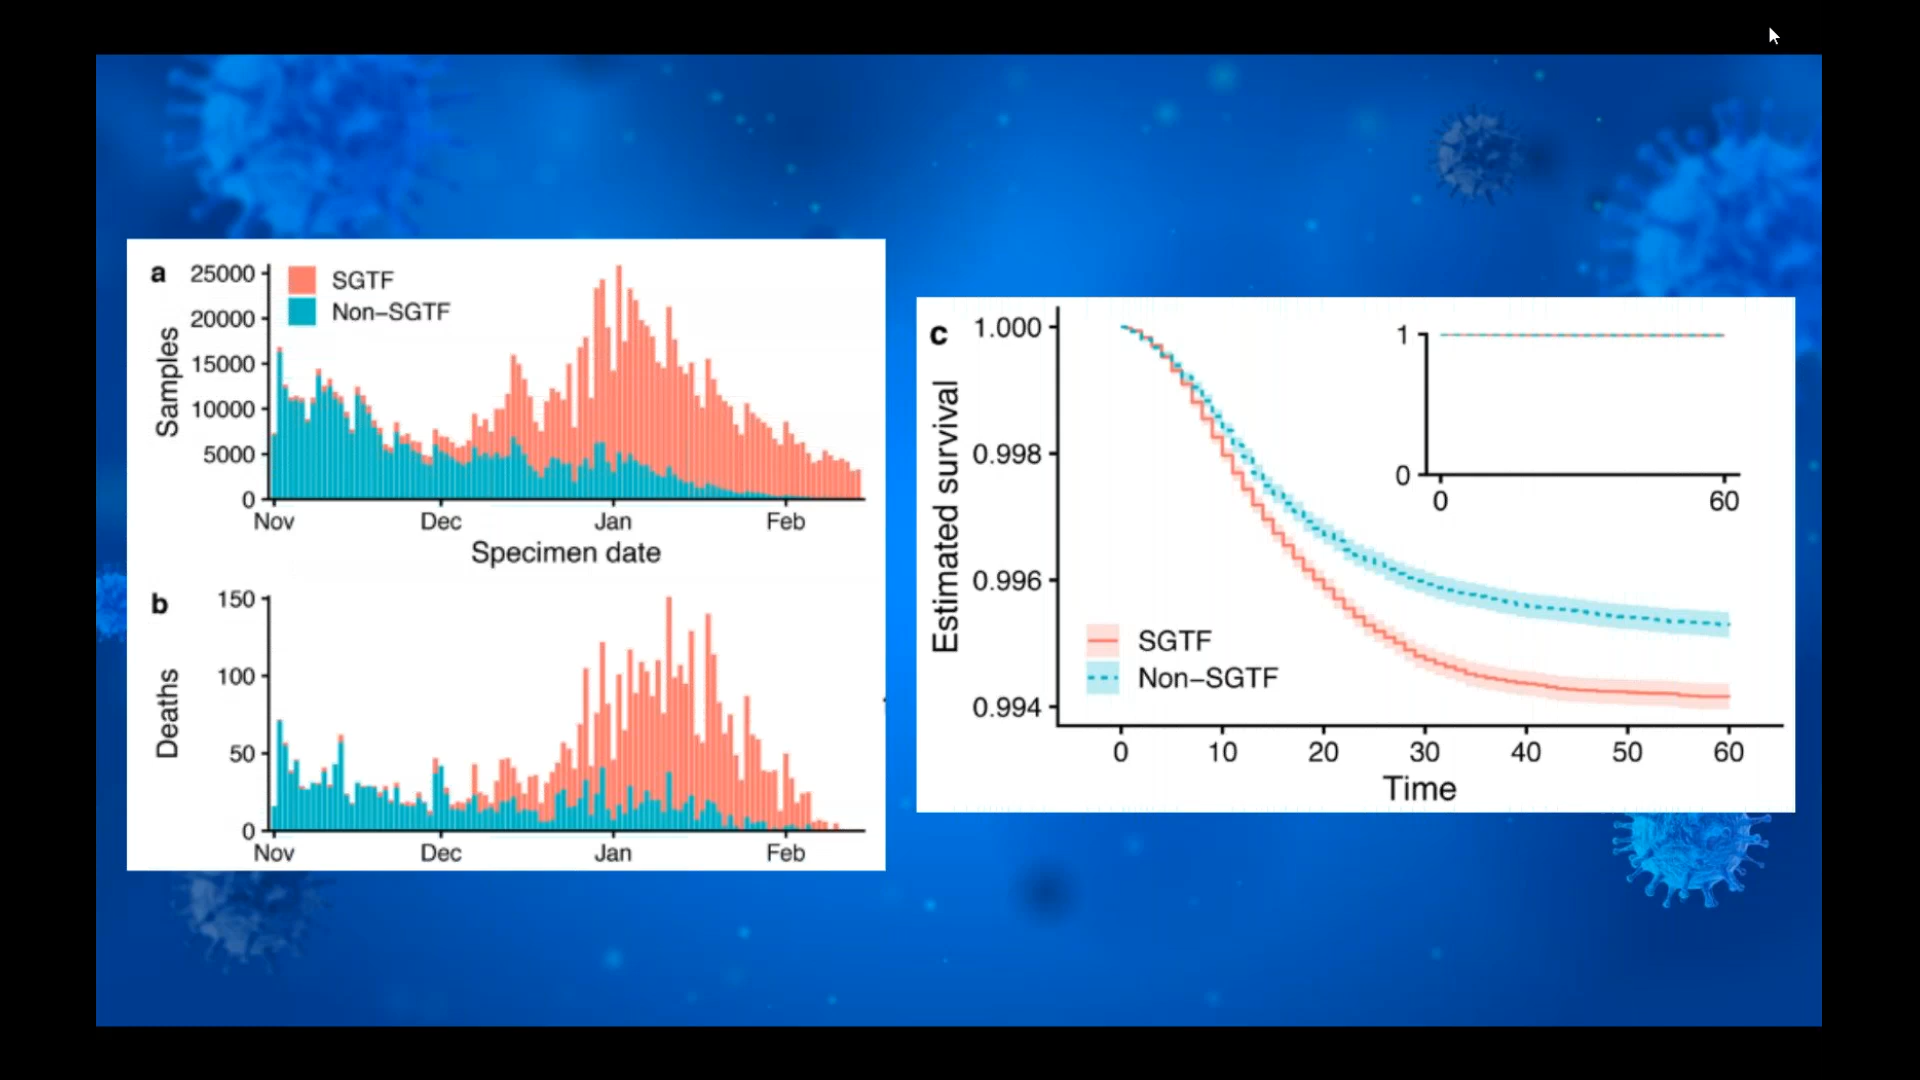 a
25000
20000
15000
10000
5000
0
Samples
SGTF
Non−SGTF
Nov Dec Jan Feb
Specimen date
b
150
100
50
0
Deaths
Nov Dec Jan Feb
c
1.000
0.998
0.996
0.994
Estimated survival
1
0
0 60
SGTF
Non−SGTF
0 10 20 30 40 50 60
Time